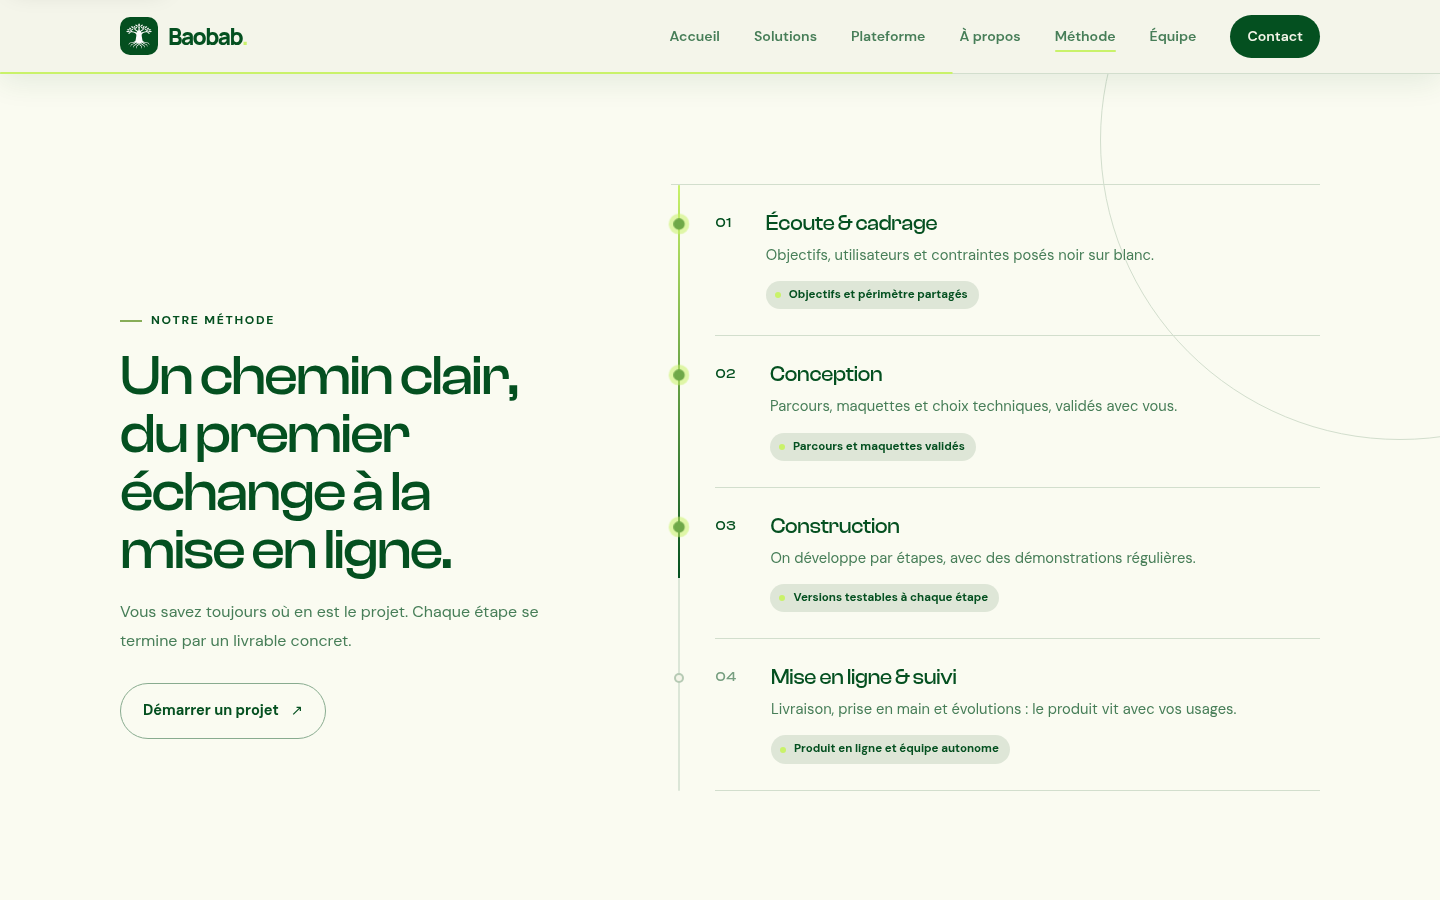 Baobab.
Accueil
Solutions
Plateforme
À propos
Méthode
Équipe
Contact
NOTRE MÉTHODE
Un chemin clair,
du premier
échange à la
mise en ligne.
Vous savez toujours où en est le projet. Chaque étape se
termine par un livrable concret.
Démarrer un projet ↗
01 Écoute & cadrage
Objectifs, utilisateurs et contraintes posés noir sur blanc.
Objectifs et périmètre partagés
02 Conception
Parcours, maquettes et choix techniques, validés avec vous.
Parcours et maquettes validés
03 Construction
On développe par étapes, avec des démonstrations régulières.
Versions testables à chaque étape
04 Mise en ligne & suivi
Livraison, prise en main et évolutions : le produit vit avec vos usages.
Produit en ligne et équipe autonome